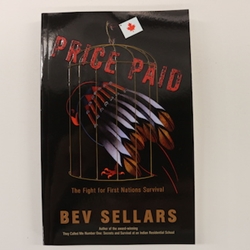 PRICE PAID
The Fight for First Nations Survival
BEV SELLARS
Author of the award-winning
They Called Me Number One: Secrets and Survival at an Indian Residential School